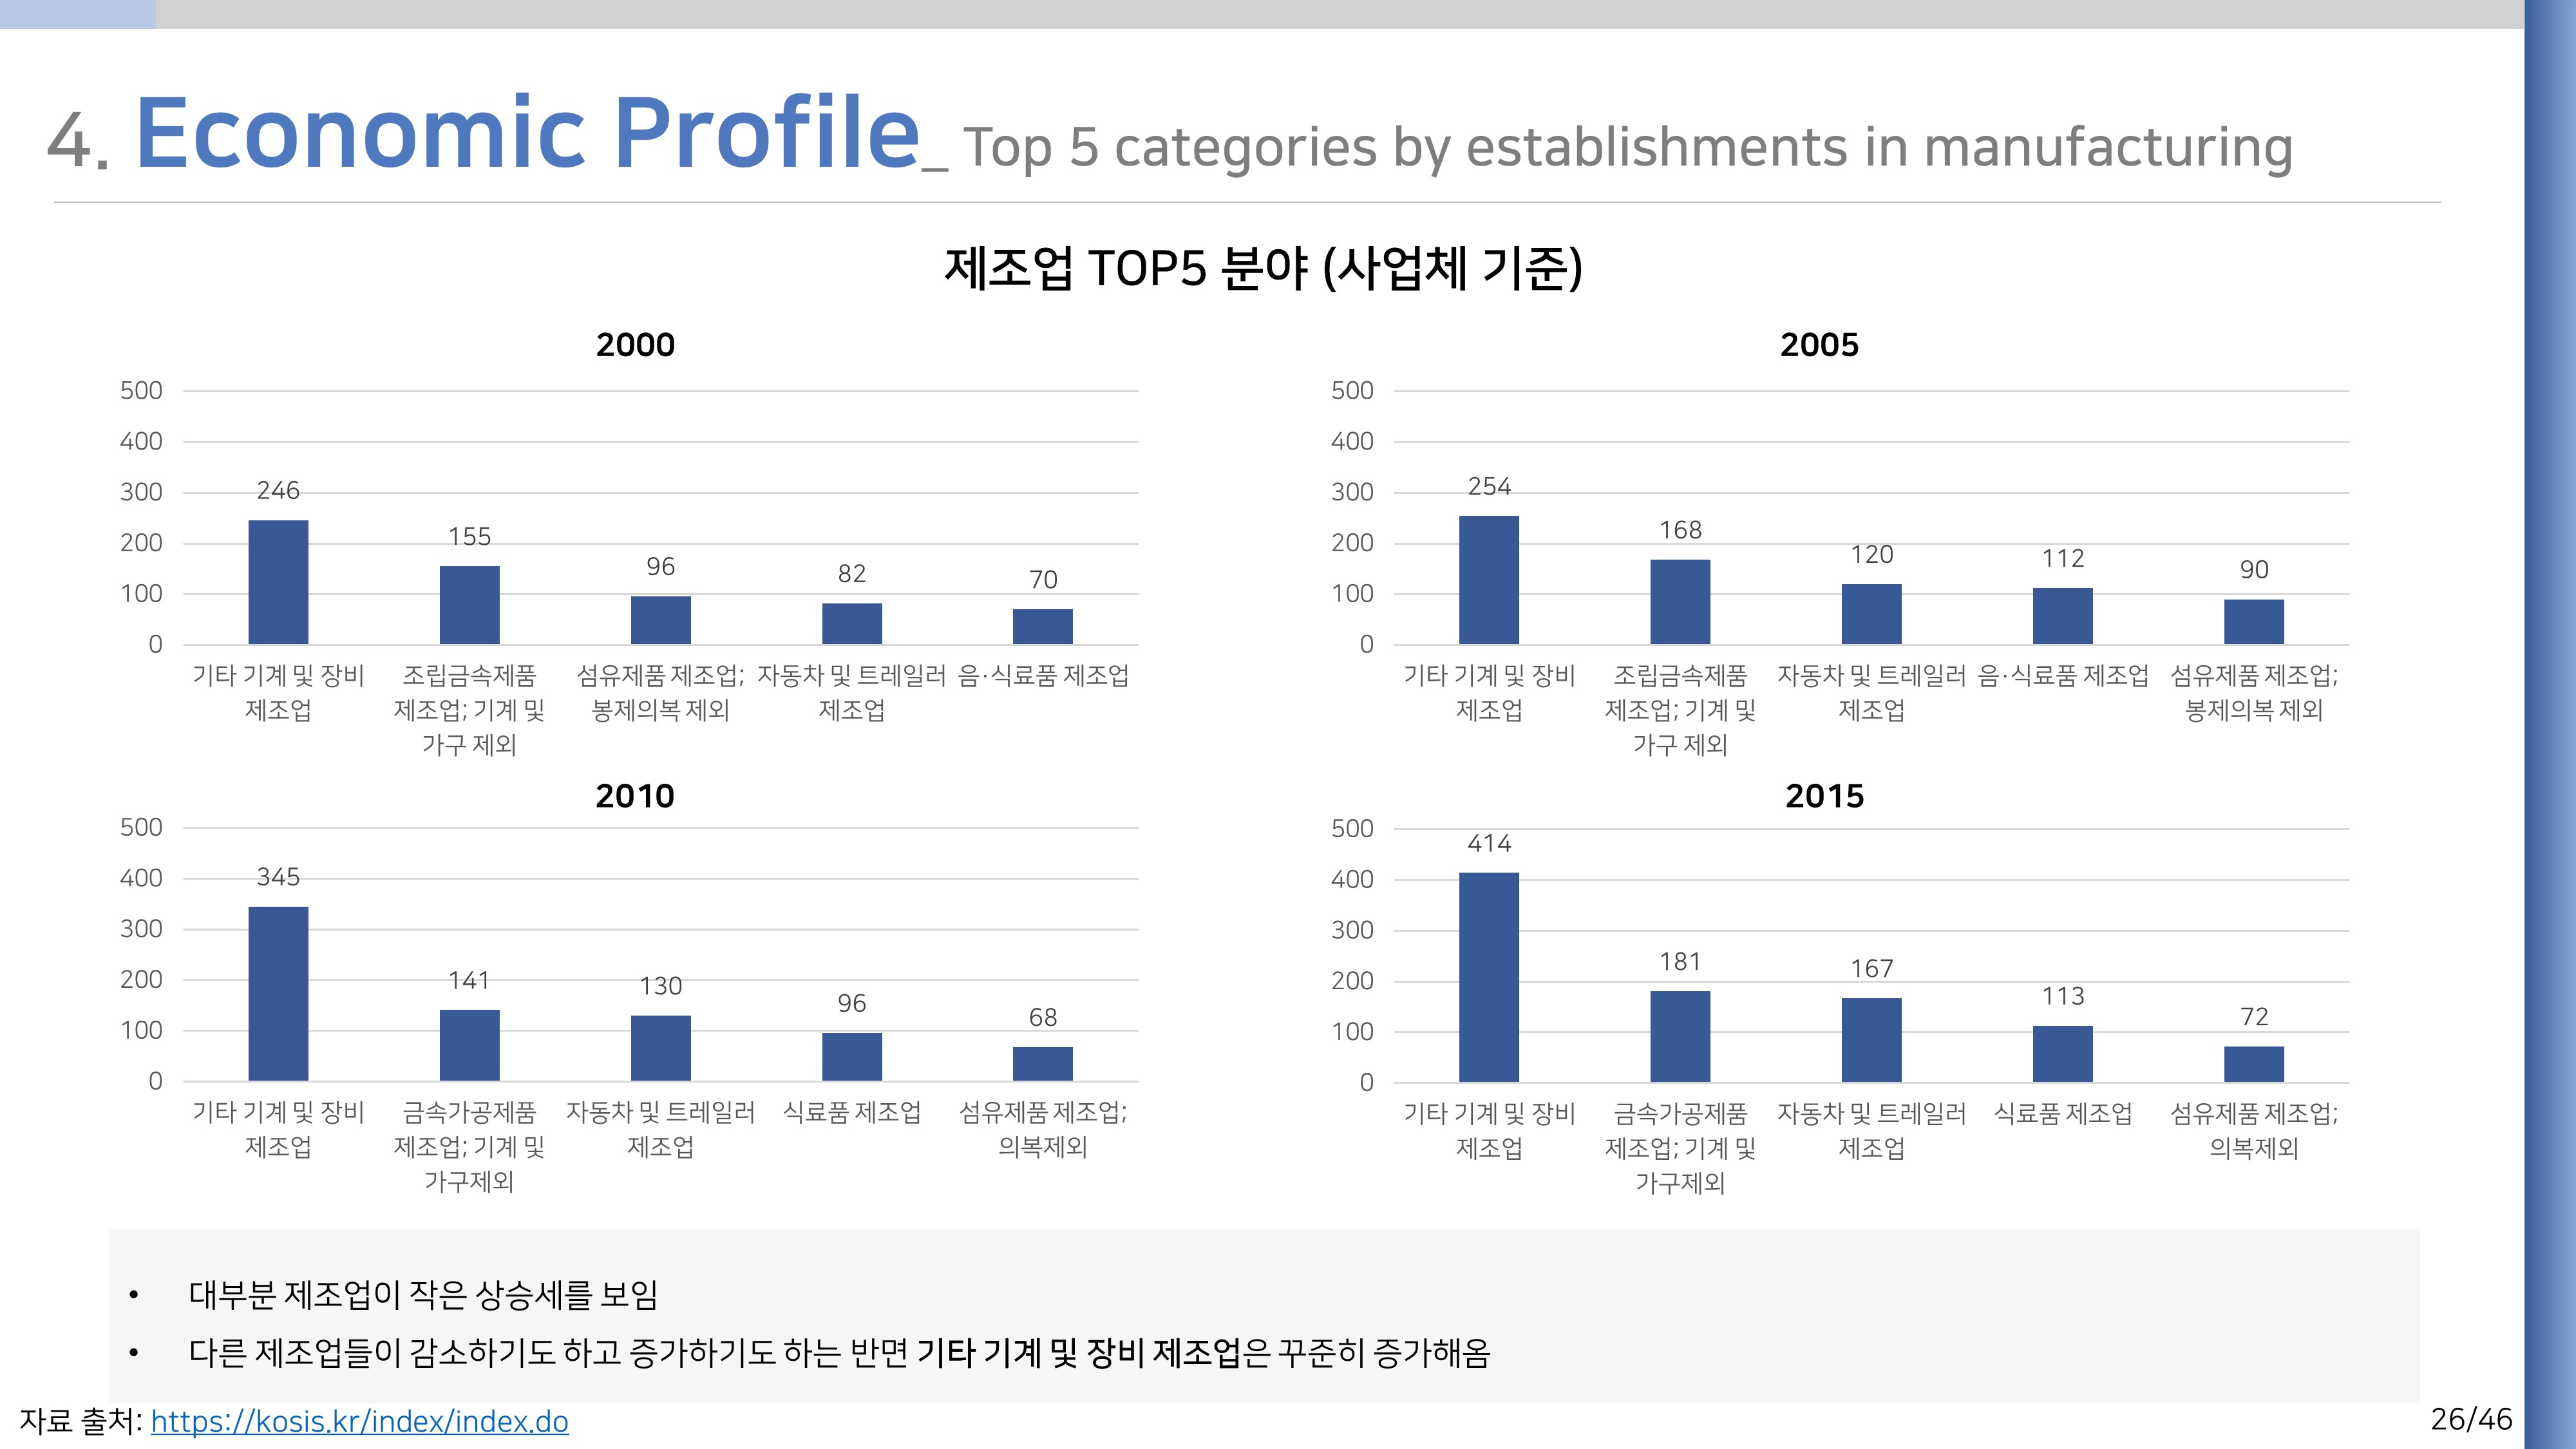 4. Economic Profile_ Top 5 categories by establishments in manufacturing
제조업 TOP5 분야 (사업체 기준)
2000
500
400
300
200
100
0
246
155
96
82
70
기타 기계 및 장비
제조업
조립금속제품
제조업; 기계 및
가구 제외
섬유제품 제조업;
봉제의복 제외
자동차 및 트레일러
제조업
음·식료품 제조업
2005
500
400
300
200
100
0
254
168
120
112
90
기타 기계 및 장비
제조업
조립금속제품
제조업; 기계 및
가구 제외
자동차 및 트레일러
제조업
음·식료품 제조업
섬유제품 제조업;
봉제의복 제외
2010
500
400
300
200
100
0
345
141
130
96
68
기타 기계 및 장비
제조업
금속가공제품
제조업; 기계 및
가구제외
자동차 및 트레일러
제조업
식료품 제조업
섬유제품 제조업;
의복제외
2015
500
400
300
200
100
0
414
181
167
113
72
기타 기계 및 장비
제조업
금속가공제품
제조업; 기계 및
가구제외
자동차 및 트레일러
제조업
식료품 제조업
섬유제품 제조업;
의복제외
• 대부분 제조업이 작은 상승세를 보임
• 다른 제조업들이 감소하기도 하고 증가하기도 하는 반면 기타 기계 및 장비 제조업은 꾸준히 증가해옴
자료 출처: https://kosis.kr/index/index.do
26/46